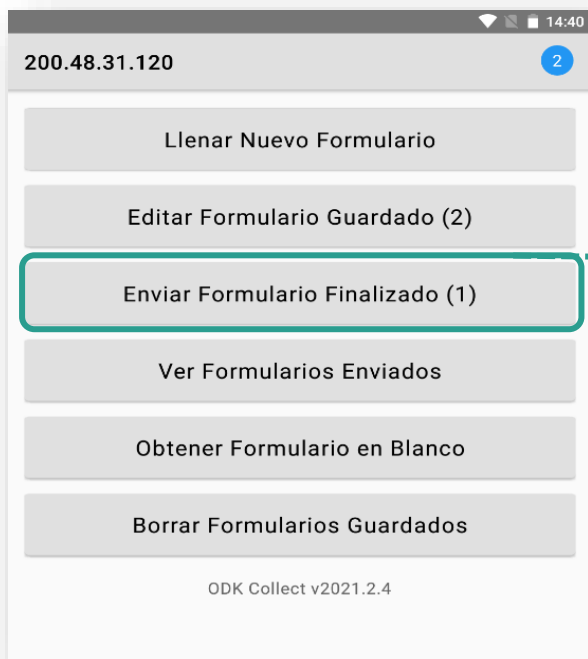 14:40
200.48.31.120
2
Llenar Nuevo Formulario
Editar Formulario Guardado (2)
Enviar Formulario Finalizado (1)
Ver Formularios Enviados
Obtener Formulario en Blanco
Borrar Formularios Guardados
ODK Collect v2021.2.4